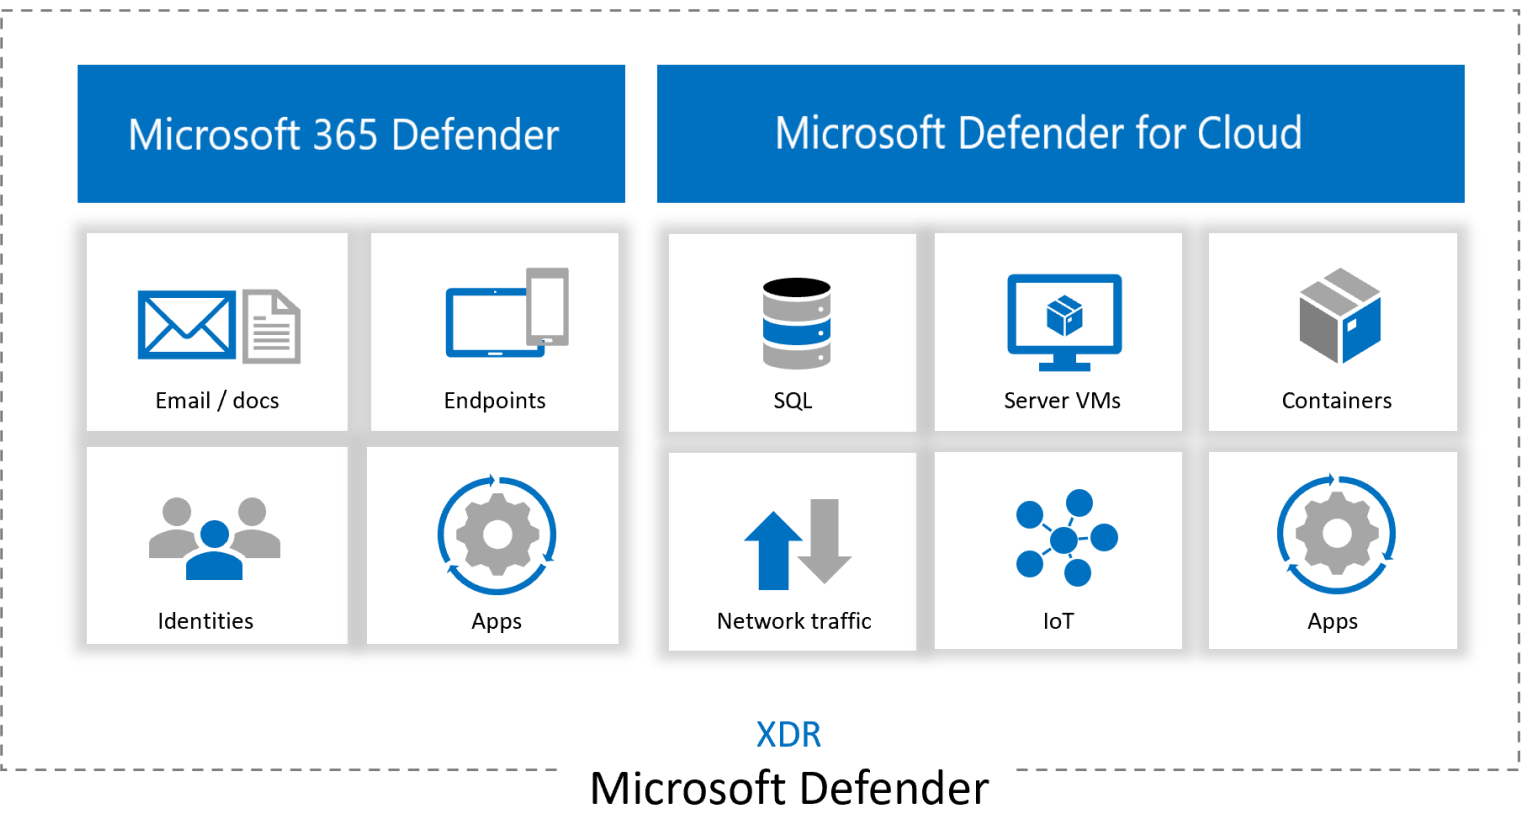 Microsoft 365 Defender
Microsoft Defender for Cloud
Email / docs
Endpoints
SQL
Server VMs
Containers
Identities
Apps
Network traffic
IoT
Apps
XDR
Microsoft Defender